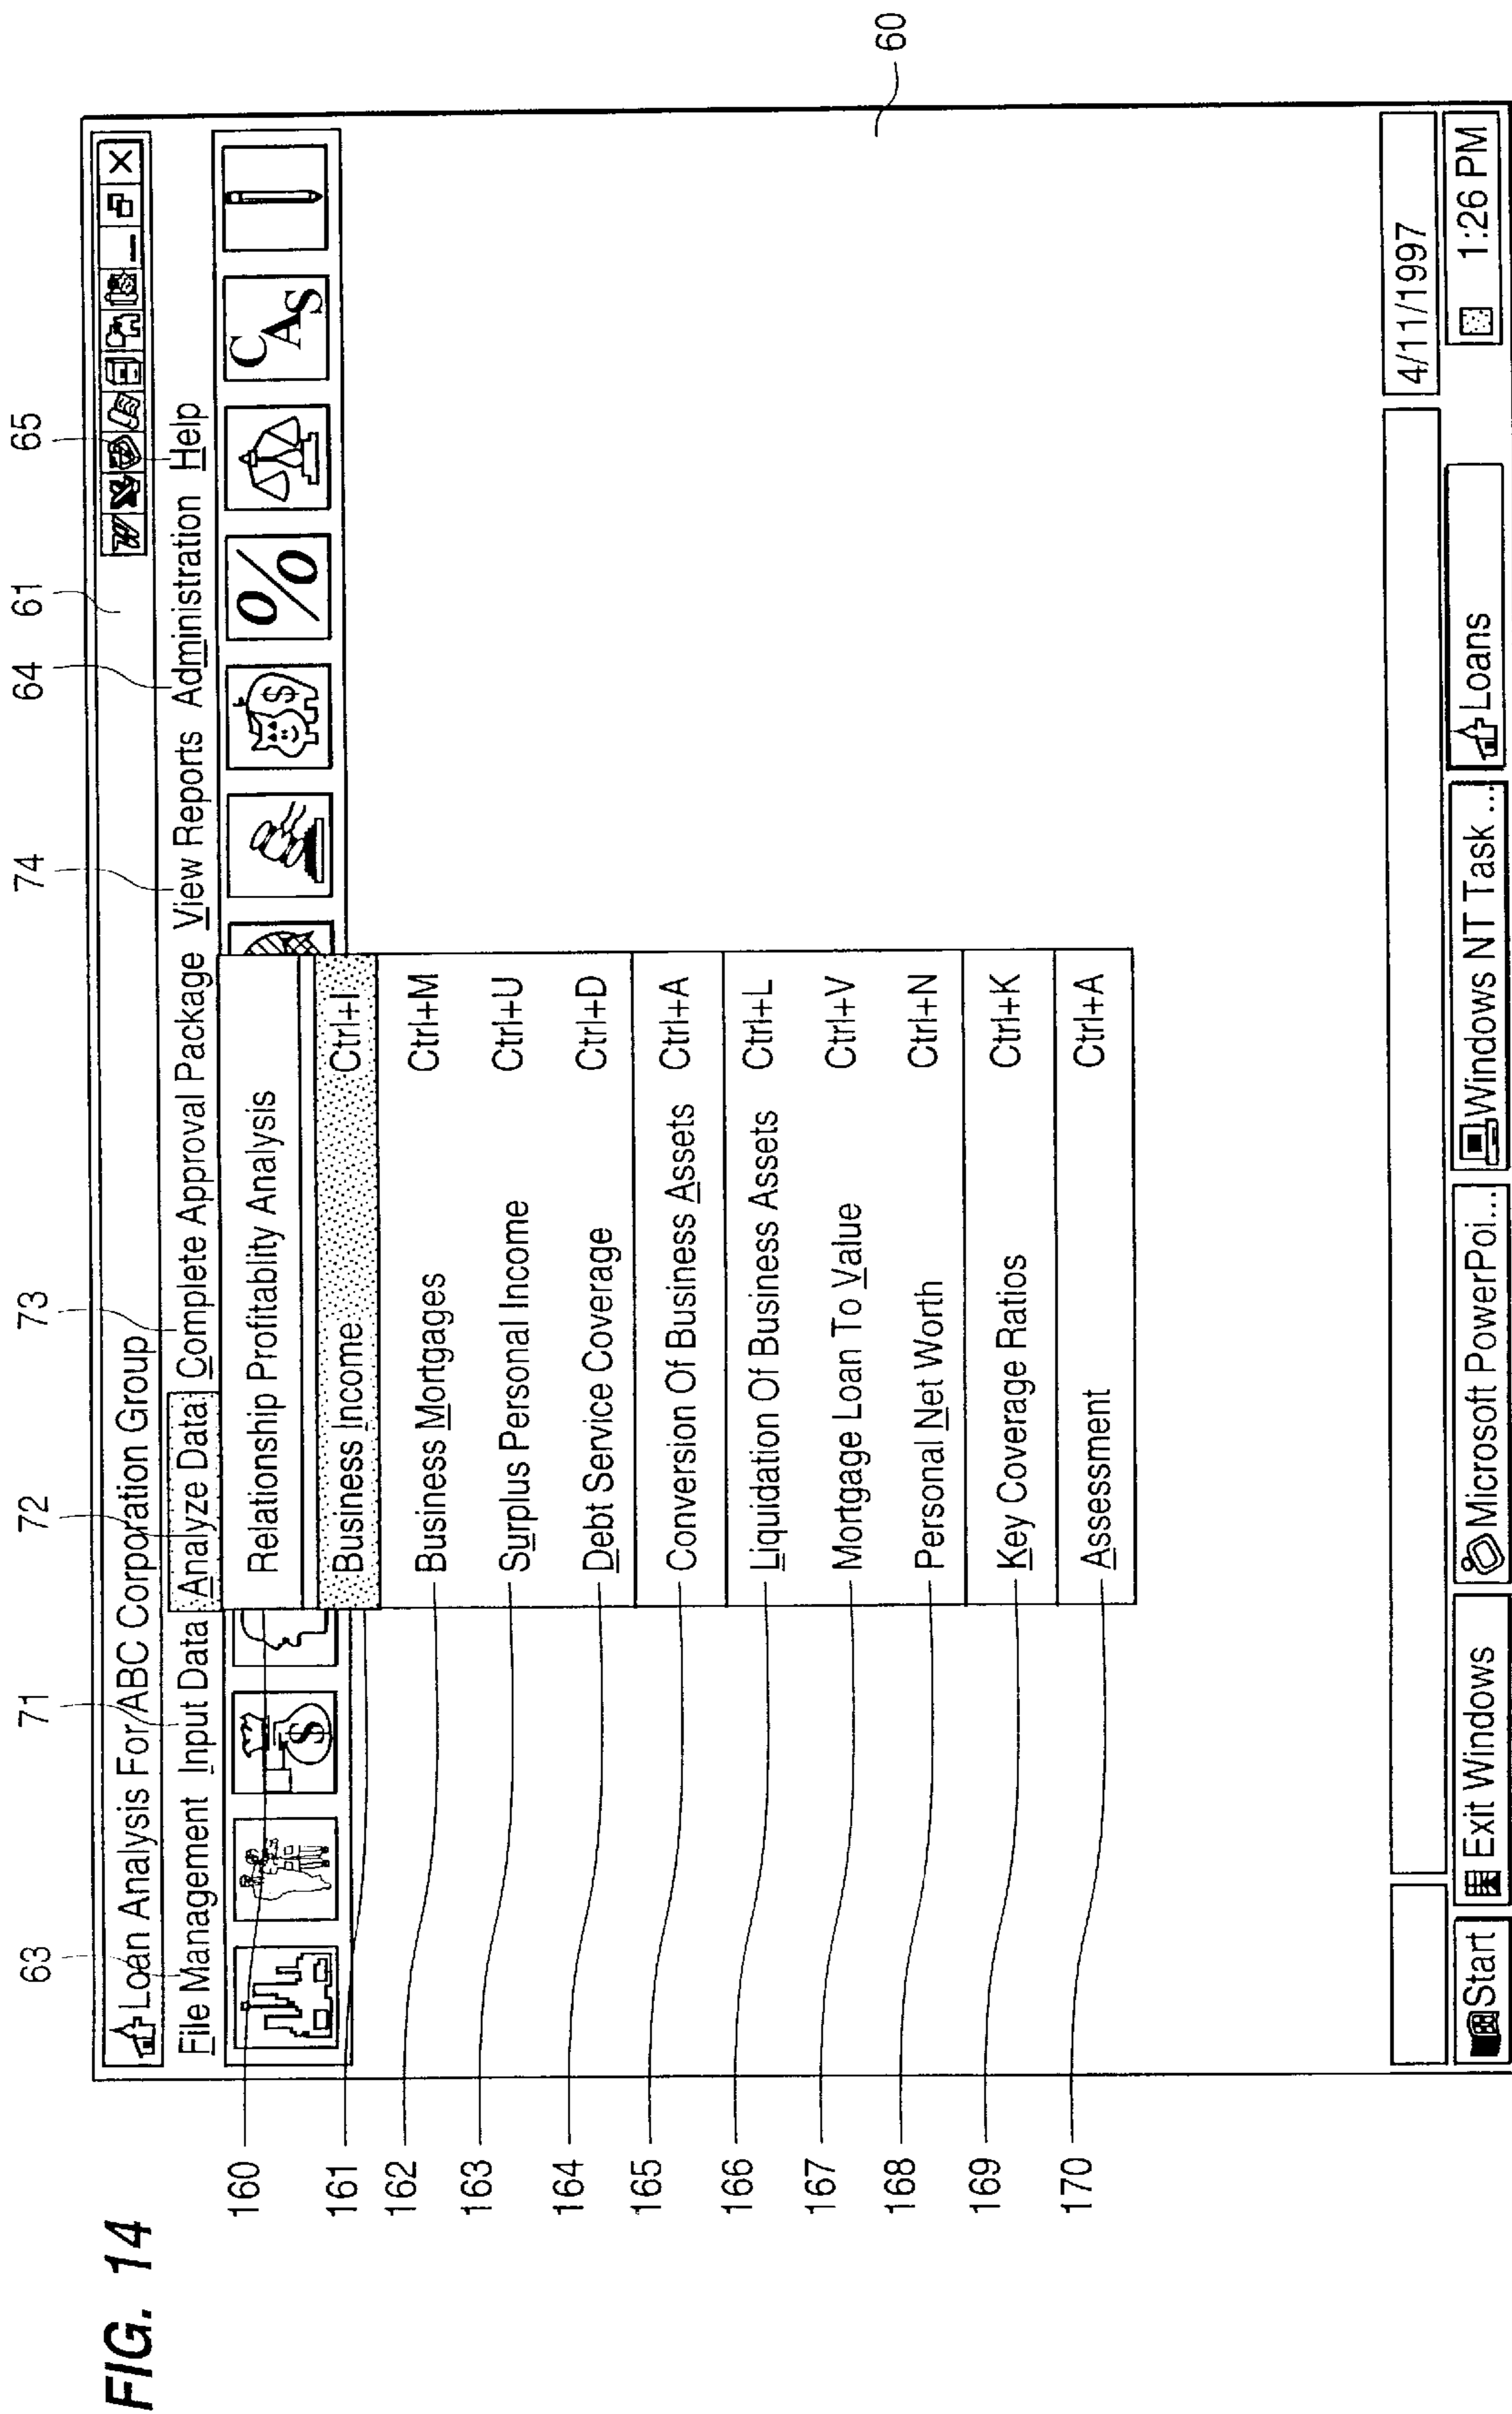 FIG. 14
63 71 72 73 74 64 61 65
Loan Analysis For ABC Corporation Group
File Management Input Data Analyze Data Complete Approval Package View Reports Administration Help
$ $ % CAS
160 Relationship Profitablity Analysis
161 Business Income Ctrl+I
162 Business Mortgages Ctrl+M
163 Surplus Personal Income Ctrl+U
164 Debt Service Coverage Ctrl+D
165 Conversion Of Business Assets Ctrl+A
166 Liquidation Of Business Assets Ctrl+L
167 Mortgage Loan To Value Ctrl+V
168 Personal Net Worth Ctrl+N
169 Key Coverage Ratios Ctrl+K
170 Assessment Ctrl+A
60
4/11/1997
Start Exit Windows Microsoft PowerPoi... Windows NT Task ... Loans 1:26 PM